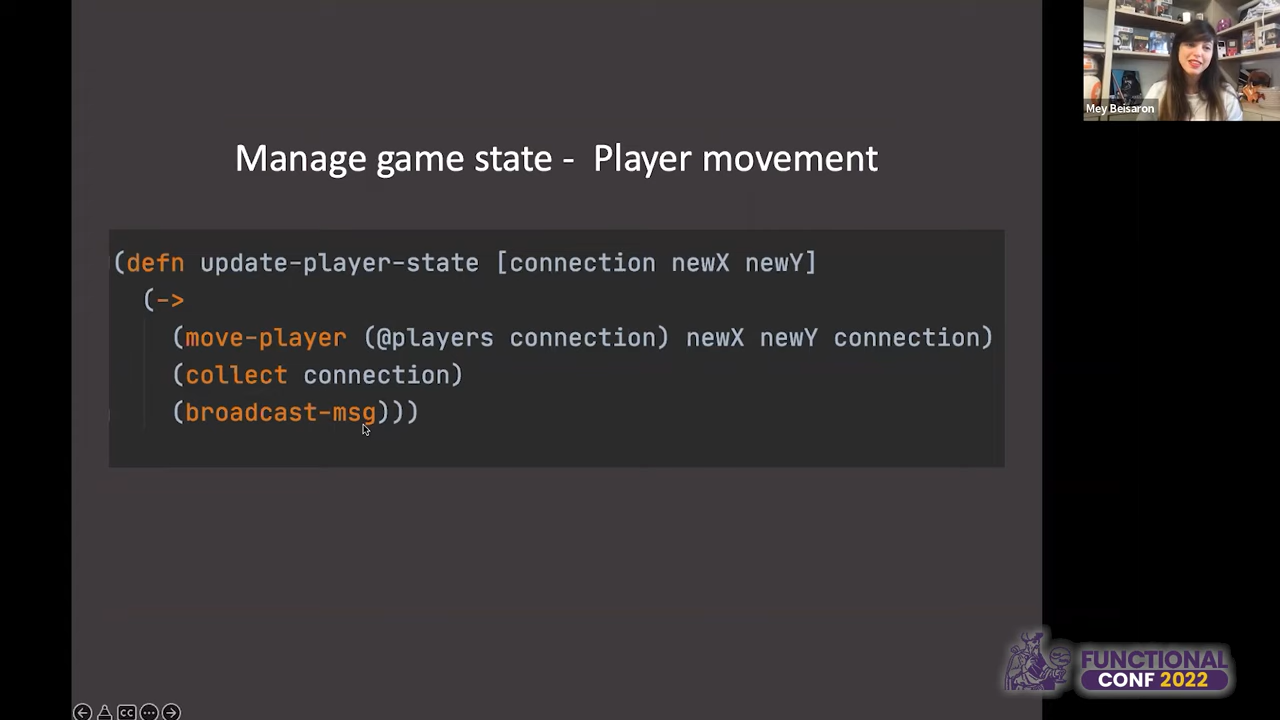 Mey Beisaron
Manage game state - Player movement
(defn update-player-state [connection newX newY]
(->
(move-player (@players connection) newX newY connection)
(collect connection)
(broadcast-msg)))
CC
FUNCTIONAL
CONF 2022